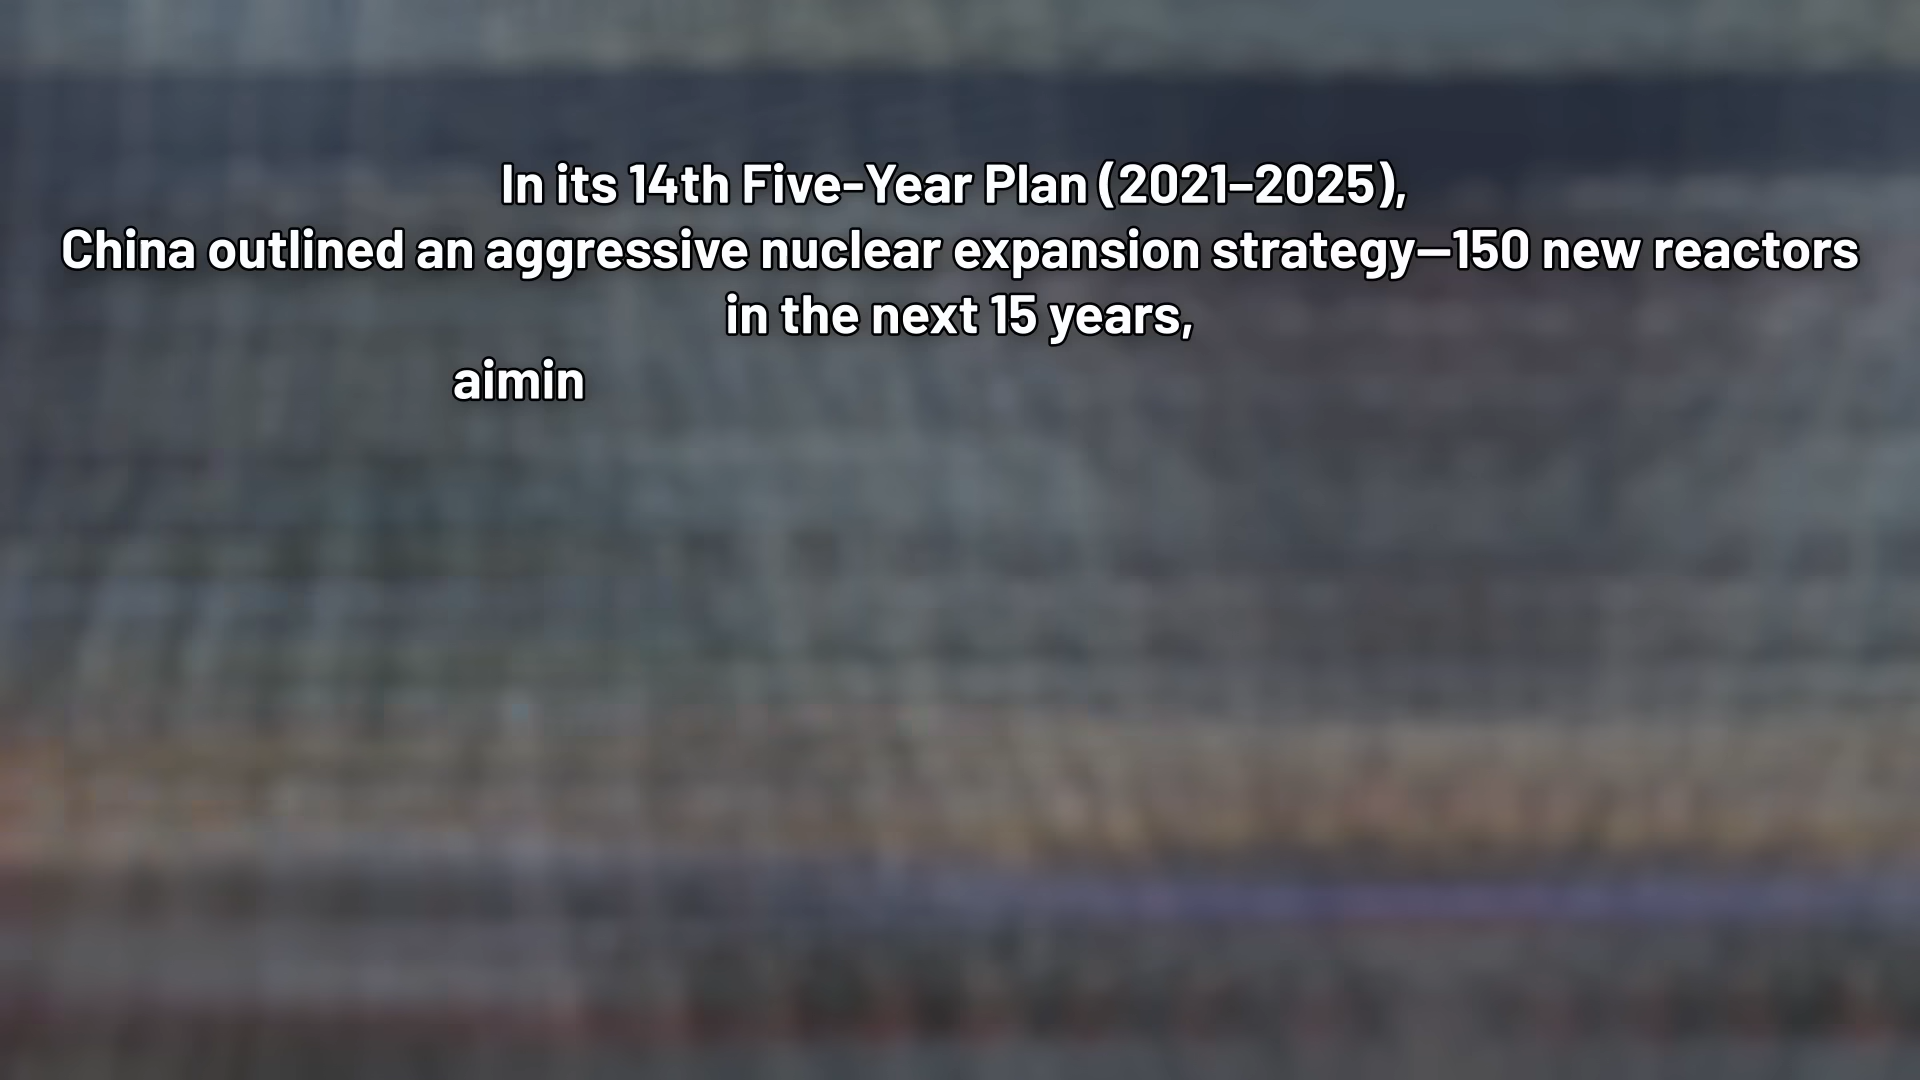 In its 14th Five-Year Plan (2021–2025),
China outlined an aggressive nuclear expansion strategy—150 new reactors
in the next 15 years,
aimin